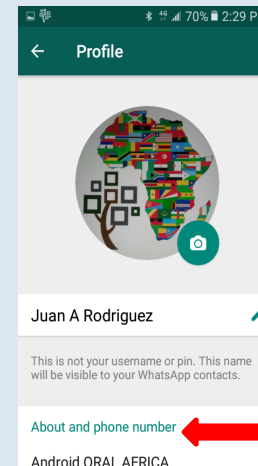 4G 70% 2:29 P
Profile
Juan A Rodriguez
This is not your username or pin. This name
will be visible to your WhatsApp contacts.
About and phone number
Android ORAL AFRICA